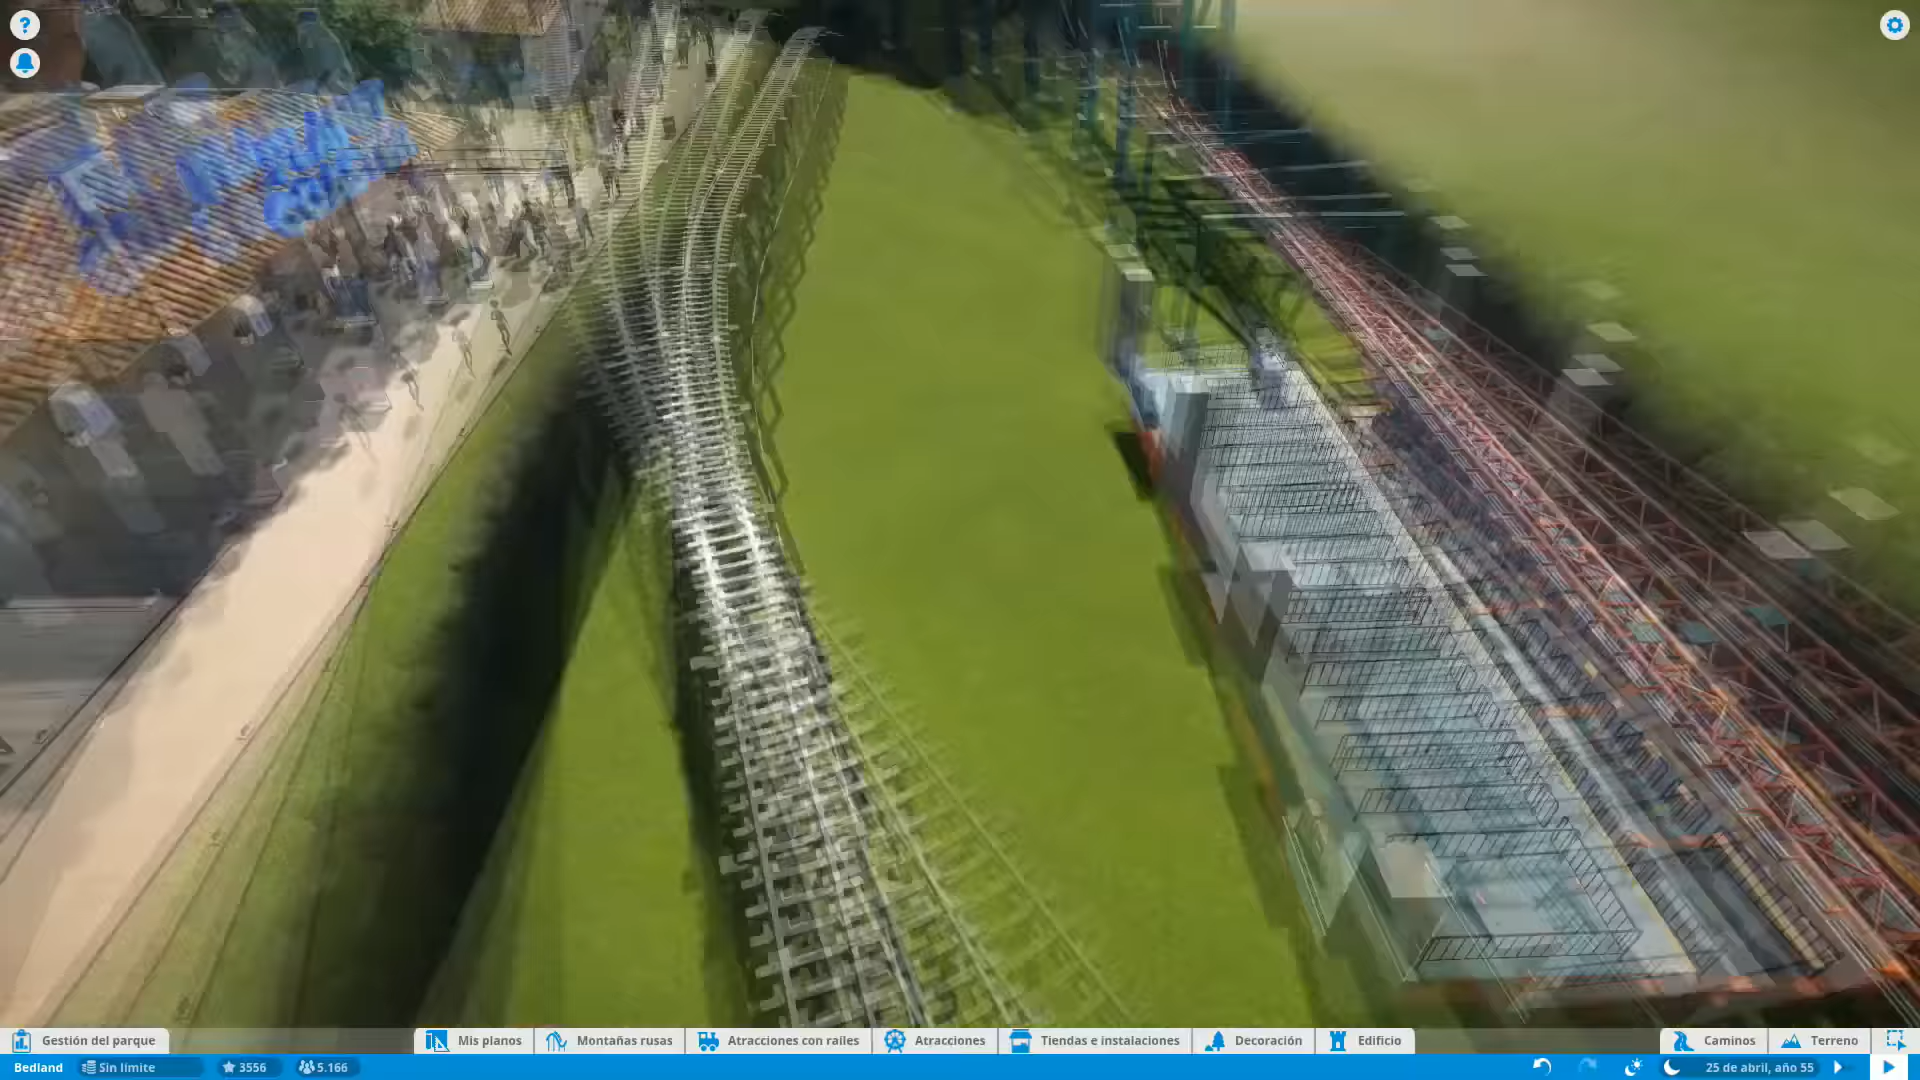 Gestión del parque
Mis planos
Montañas rusas
Atracciones con raíles
Atracciones
Tiendas e instalaciones
Decoración
Edificio
Caminos
Terreno
Bedland
Sin límite
3556
5.166
25 de abril, año 55